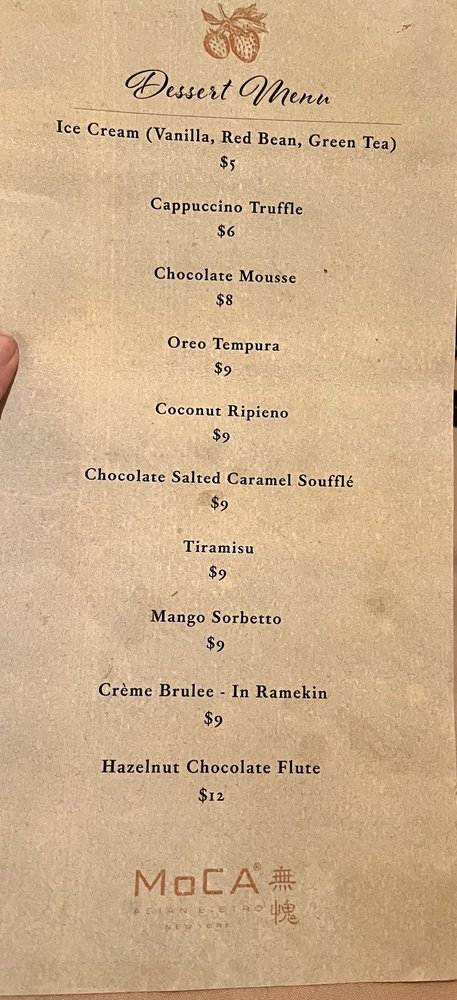 Dessert Menu
Ice Cream (Vanilla, Red Bean, Green Tea)
$5
Cappuccino Truffle
$6
Chocolate Mousse
$8
Oreo Tempura
$9
Coconut Ripieno
$9
Chocolate Salted Caramel Soufflé
$9
Tiramisu
$9
Mango Sorbetto
$9
Crème Brulee - In Ramekin
$9
Hazelnut Chocolate Flute
$12
MoCA® 無愧
ASIAN BISTRO
NEW YORK